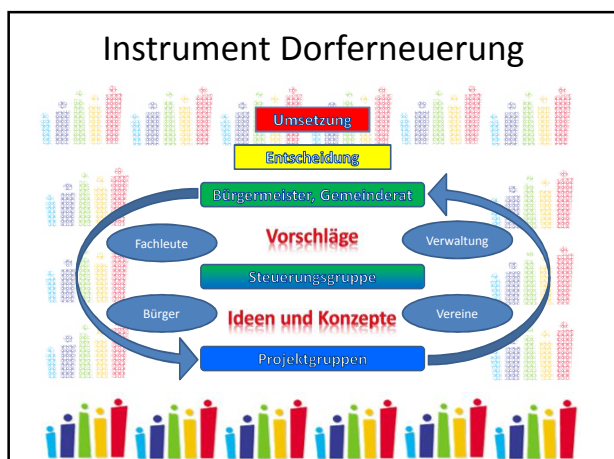 Instrument Dorferneuerung
Umsetzung
Entscheidung
Bürgermeister, Gemeinderat
Fachleute
Vorschläge
Verwaltung
Steuerungsgruppe
Bürger
Ideen und Konzepte
Vereine
Projektgruppen